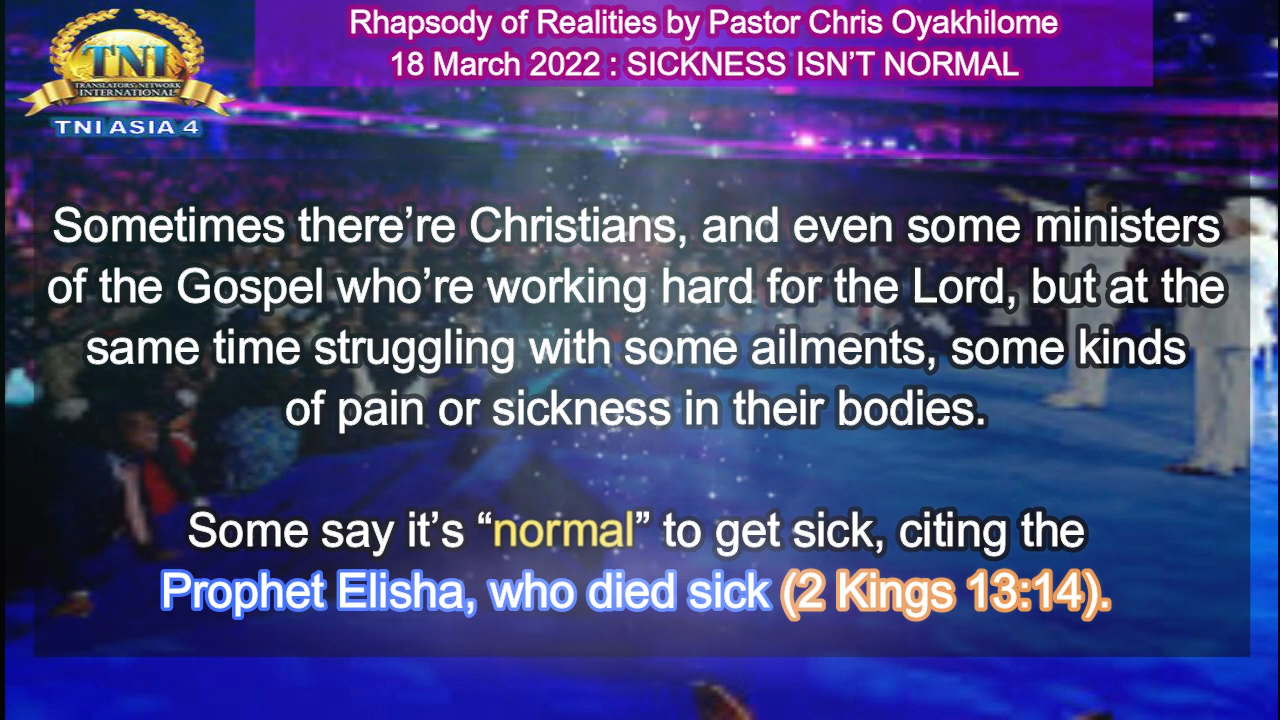 Rhapsody of Realities by Pastor Chris Oyakhilome
18 March 2022 : SICKNESS ISN’T NORMAL
TNI
TRANSLATORS NETWORK
INTERNATIONAL
TNI ASIA 4
Sometimes there’re Christians, and even some ministers
of the Gospel who’re working hard for the Lord, but at the
same time struggling with some ailments, some kinds
of pain or sickness in their bodies.
Some say it’s “normal” to get sick, citing the
Prophet Elisha, who died sick (2 Kings 13:14).